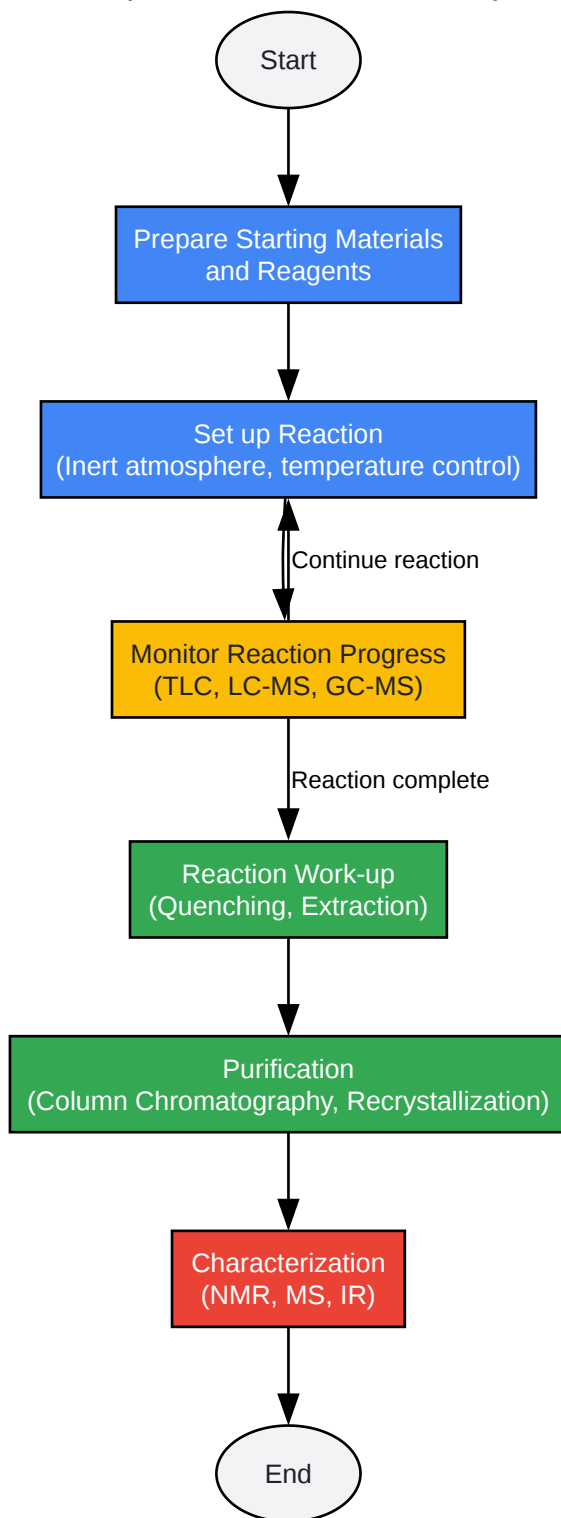 Start
Prepare Starting Materials
and Reagents
Set up Reaction
(Inert atmosphere, temperature control)
Continue reaction
Monitor Reaction Progress
(TLC, LC-MS, GC-MS)
Reaction complete
Reaction Work-up
(Quenching, Extraction)
Purification
(Column Chromatography, Recrystallization)
Characterization
(NMR, MS, IR)
End